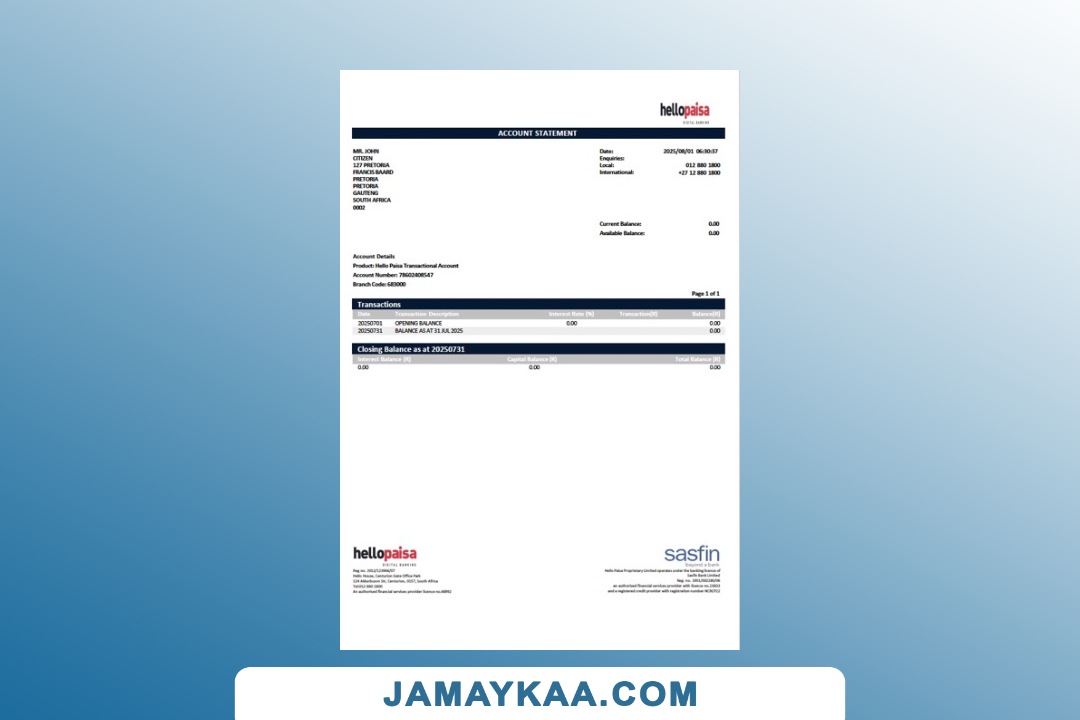 hellopaisa
DIGITAL BANKING
ACCOUNT STATEMENT
MR. JOHN
CITIZEN
127 PRETORIA
FRANCIS BAARD
PRETORIA
PRETORIA
GAUTENG
SOUTH AFRICA
0002
Date: 2025/08/01 06:30:37
Enquiries:
Local: 012 880 1800
International: +27 12 880 1800
Current Balance: 0.00
Available Balance: 0.00
Account Details
Product: Hello Paisa Transactional Account
Account Number: 78602408547
Branch Code: 683000
Page 1 of 1
Transactions
Date Transaction Description Interest Rate (%) Transaction(R) Balance(R)
20250701 OPENING BALANCE 0.00 0.00
20250731 BALANCE AS AT 31 JUL 2025 0.00
Closing Balance as at 20250731
Interest Balance (R) Capital Balance (R) Total Balance (R)
0.00 0.00 0.00
hellopaisa
DIGITAL BANKING
Reg no.
Hello House, Centurion Gate Office Park
124 Akkerboom St, Centurion, 0157, South Africa
An authorised financial services provider licence no.
sasfin
beyond a bank
Hello Paisa Proprietary Limited operates under the banking licence of
Sasfin Bank Limited
Reg. no.
an authorised financial services provider with licence no.
and a registered credit provider with registration number
JAMAYKAA.COM